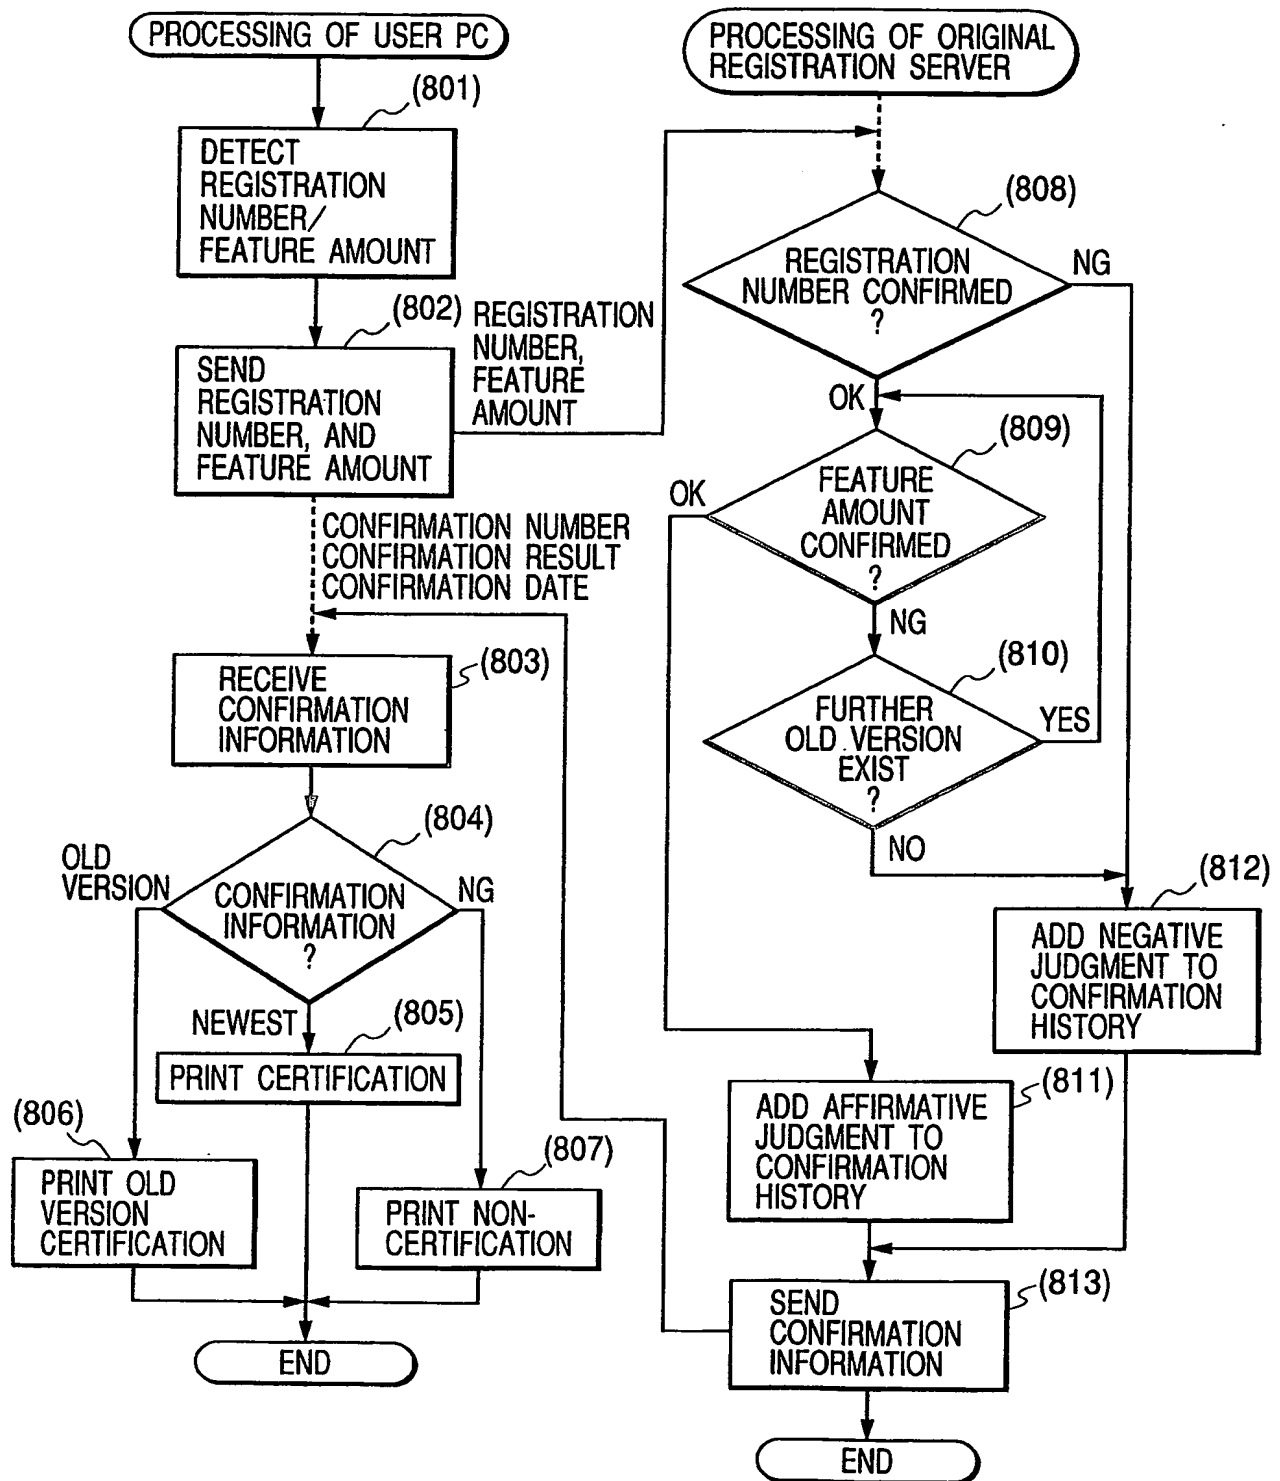 PROCESSING OF USER PC
(801)
DETECT
REGISTRATION
NUMBER/
FEATURE AMOUNT
(802)
SEND
REGISTRATION
NUMBER, AND
FEATURE AMOUNT
REGISTRATION
NUMBER,
FEATURE
AMOUNT
CONFIRMATION NUMBER
CONFIRMATION RESULT
CONFIRMATION DATE
(803)
RECEIVE
CONFIRMATION
INFORMATION
(804)
OLD
VERSION
CONFIRMATION
INFORMATION
?
NG
NEWEST
(805)
PRINT CERTIFICATION
(806)
PRINT OLD
VERSION
CERTIFICATION
(807)
PRINT NON-
CERTIFICATION
END
PROCESSING OF ORIGINAL
REGISTRATION SERVER
(808)
REGISTRATION
NUMBER CONFIRMED
?
NG
OK
(809)
FEATURE
AMOUNT
CONFIRMED
?
OK
NG
(810)
FURTHER
OLD VERSION
EXIST
?
YES
NO
(812)
ADD NEGATIVE
JUDGMENT TO
CONFIRMATION
HISTORY
(811)
ADD AFFIRMATIVE
JUDGMENT TO
CONFIRMATION
HISTORY
(813)
SEND
CONFIRMATION
INFORMATION
END